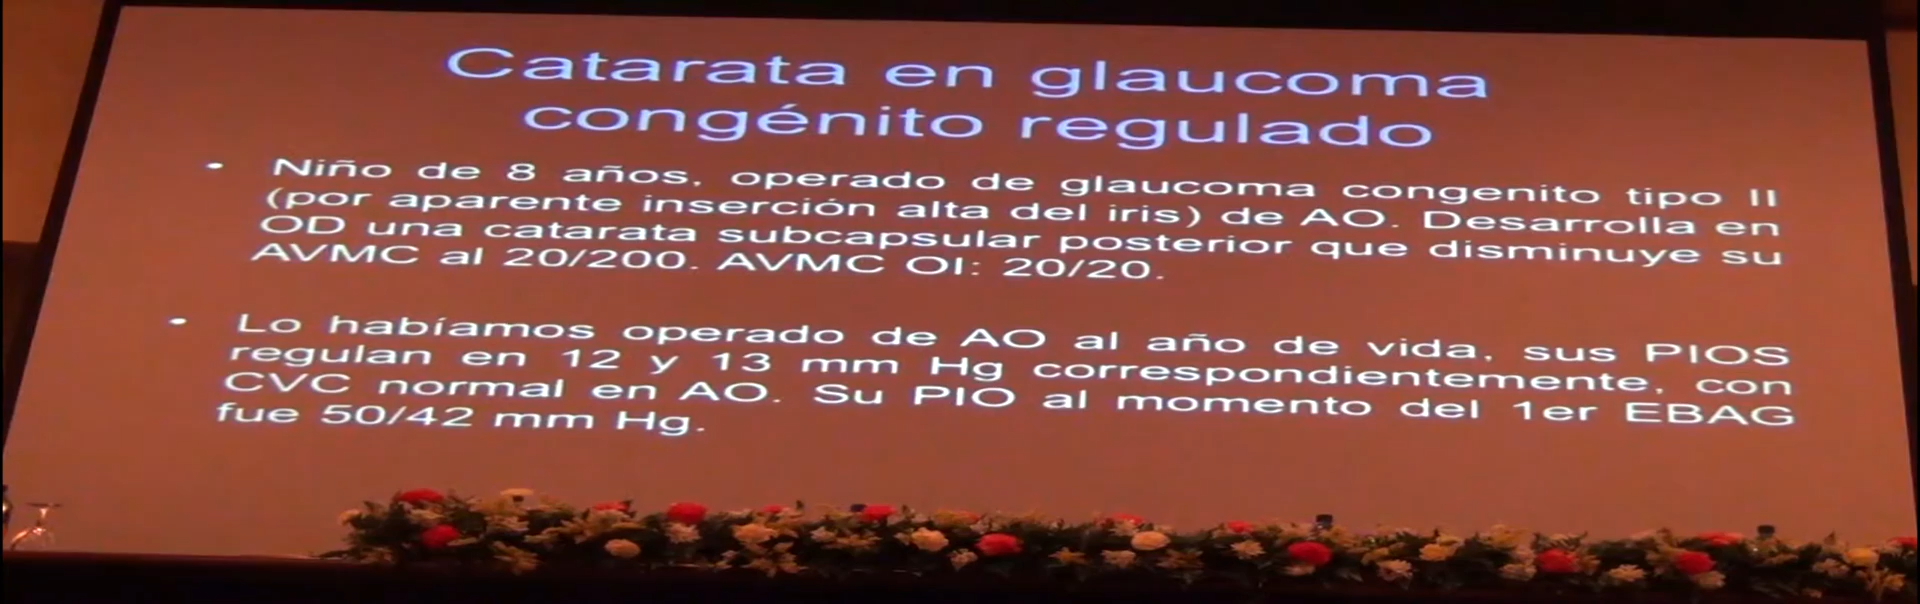 Catarata en glaucoma
congénito regulado
• Niño de 8 años, operado de glaucoma congenito tipo II
(por aparente inserción alta del iris) de AO. Desarrolla en
OD una catarata subcapsular posterior que disminuye su
AVMC al 20/200. AVMC OI: 20/20.
• Lo habíamos operado de AO al año de vida, sus PIOS
regulan en 12 y 13 mm Hg correspondientemente, con
CVC normal en AO. Su PIO al momento del 1er EBAG
fue 50/42 mm Hg.